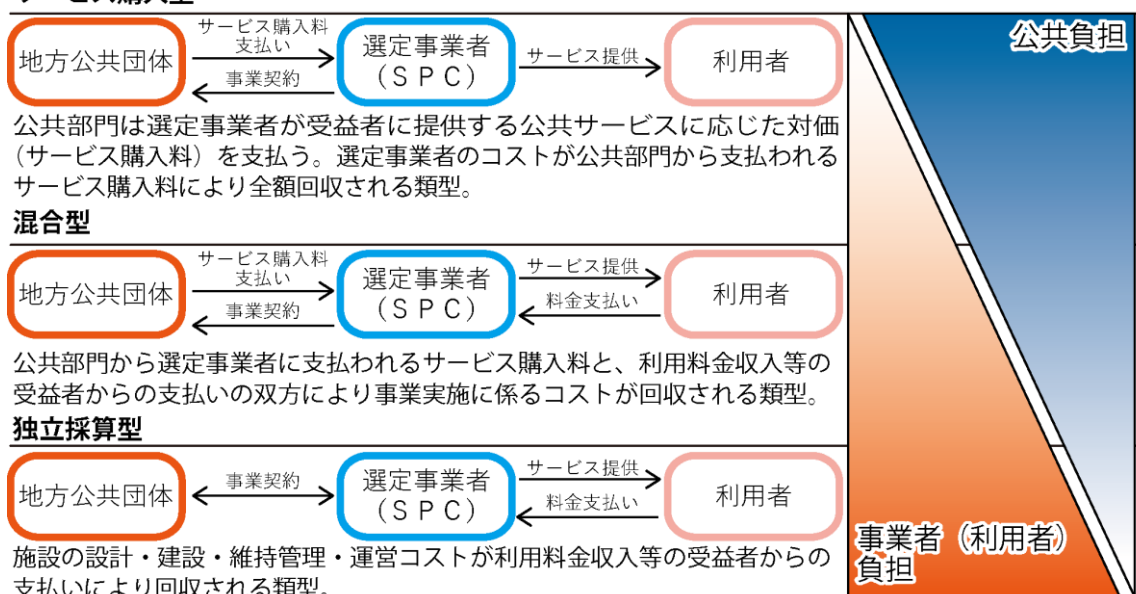 サービス購入型
地方公共団体
サービス購入料
支払い
事業契約
選定事業者
（ＳＰＣ）
サービス提供
利用者
公共部門は選定事業者が受益者に提供する公共サービスに応じた対価
（サービス購入料）を支払う。選定事業者のコストが公共部門から支払われる
サービス購入料により全額回収される類型。
混合型
地方公共団体
サービス購入料
支払い
事業契約
選定事業者
（ＳＰＣ）
サービス提供
料金支払い
利用者
公共部門から選定事業者に支払われるサービス購入料と、利用料金収入等の
受益者からの支払いの双方により事業実施に係るコストが回収される類型。
独立採算型
地方公共団体
事業契約
選定事業者
（ＳＰＣ）
サービス提供
料金支払い
利用者
施設の設計・建設・維持管理・運営コストが利用料金収入等の受益者からの
支払いにより回収される類型。
公共負担
事業者（利用者）
負担